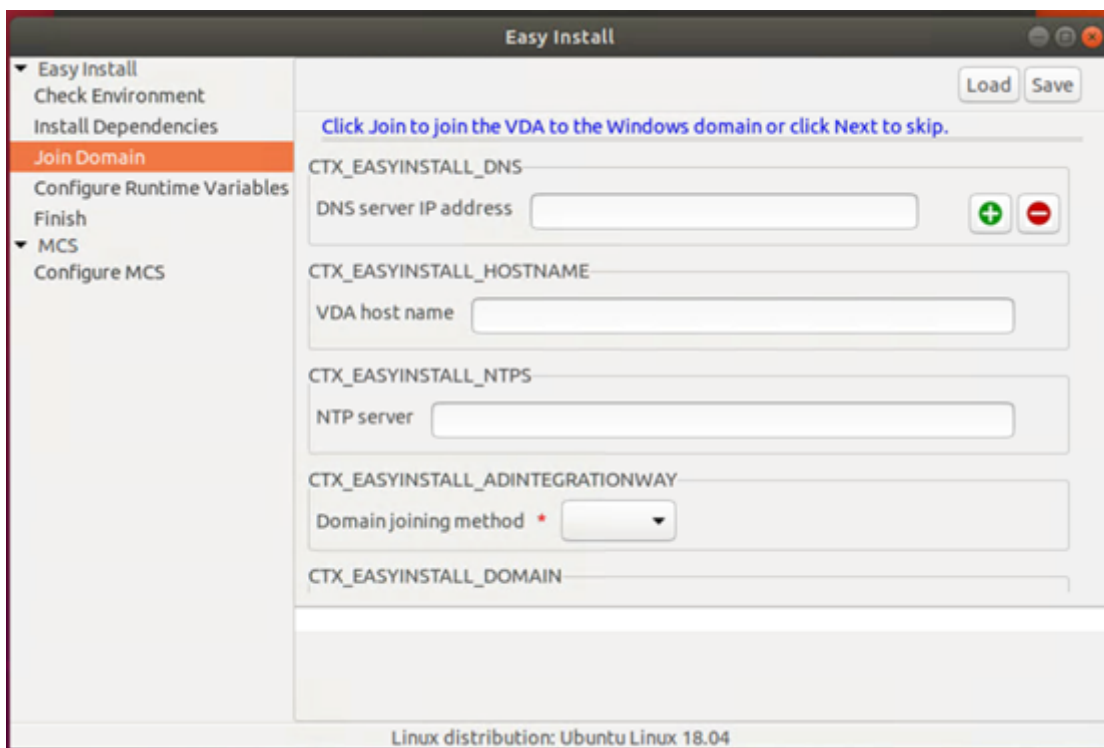 Easy Install
Easy Install
Check Environment
Install Dependencies
Join Domain
Configure Runtime Variables
Finish
MCS
Configure MCS
Load Save
Click Join to join the VDA to the Windows domain or click Next to skip.
CTX_EASYINSTALL_DNS
DNS server IP address
CTX_EASYINSTALL_HOSTNAME
VDA host name
CTX_EASYINSTALL_NTPS
NTP server
CTX_EASYINSTALL_ADINTEGRATIONWAY
Domain joining method *
CTX_EASYINSTALL_DOMAIN
Linux distribution: Ubuntu Linux 18.04